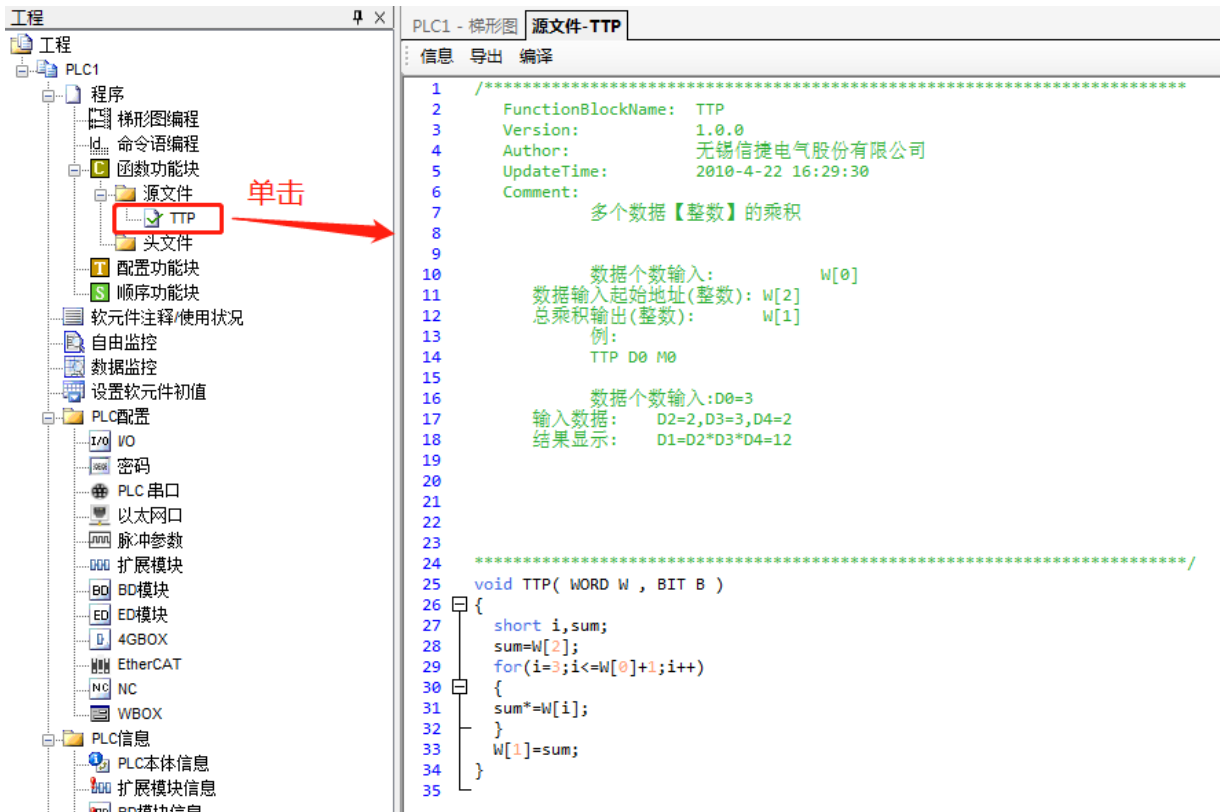 工程
工程
PLC1
程序
梯形图编程
命令语编程
函数功能块
源文件
TTP
头文件
配置功能块
顺序功能块
软元件注释/使用状况
自由监控
数据监控
设置软元件初值
PLC配置
I/O I/O
密码
PLC 串口
以太网口
脉冲参数
扩展模块
BD BD模块
ED ED模块
4GBOX
EtherCAT
NC NC
WBOX
PLC信息
PLC本体信息
扩展模块信息
BD模块信息
单击
PLC1 - 梯形图 源文件-TTP
信息 导出 编译
1 /**************************************************************************
2 FunctionBlockName: TTP
3 Version: 1.0.0
4 Author: 无锡信捷电气股份有限公司
5 UpdateTime: 2010-4-22 16:29:30
6 Comment:
7 多个数据【整数】的乘积
8
9
10 数据个数输入: W[0]
11 数据输入起始地址(整数): W[2]
12 总乘积输出(整数): W[1]
13 例:
14 TTP D0 M0
15
16 数据个数输入:D0=3
17 输入数据: D2=2,D3=3,D4=2
18 结果显示: D1=D2*D3*D4=12
19
20
21
22
23
24 **************************************************************************/
25 void TTP( WORD W , BIT B )
26 {
27 short i,sum;
28 sum=W[2];
29 for(i=3;i<=W[0]+1;i++)
30 {
31 sum*=W[i];
32 }
33 W[1]=sum;
34 }
35